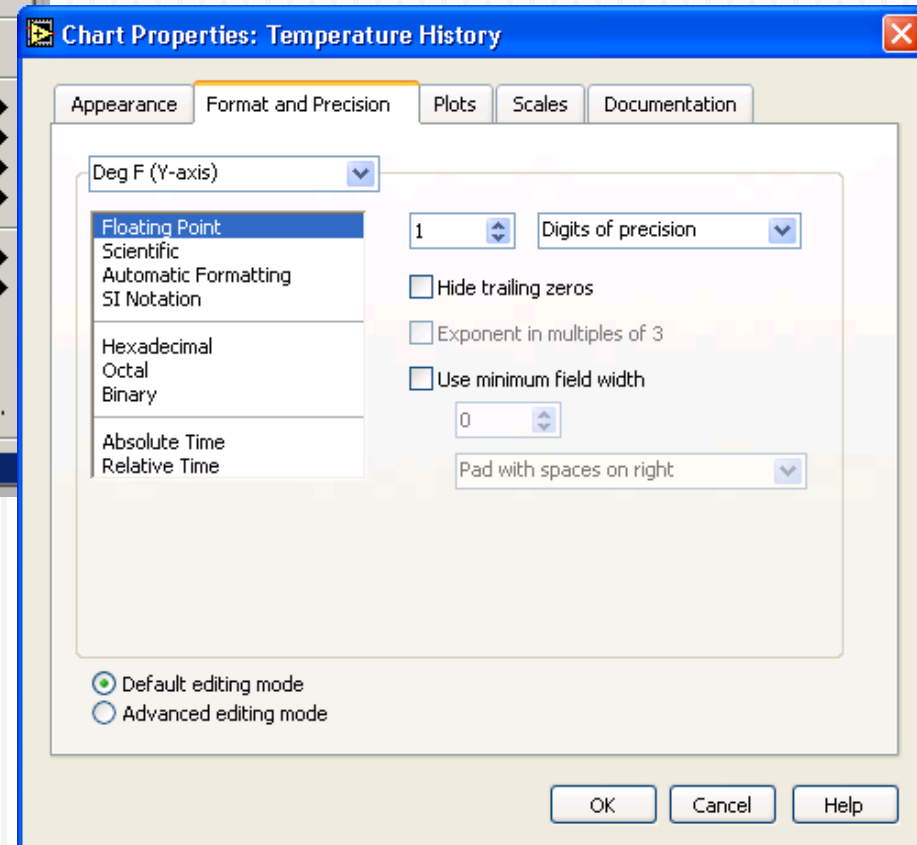 Chart Properties: Temperature History
Appearance Format and Precision Plots Scales Documentation
Deg F (Y-axis)
Floating Point
Scientific
Automatic Formatting
SI Notation
Hexadecimal
Octal
Binary
Absolute Time
Relative Time
1 Digits of precision
Hide trailing zeros
Exponent in multiples of 3
Use minimum field width
0
Pad with spaces on right
Default editing mode
Advanced editing mode
OK Cancel Help